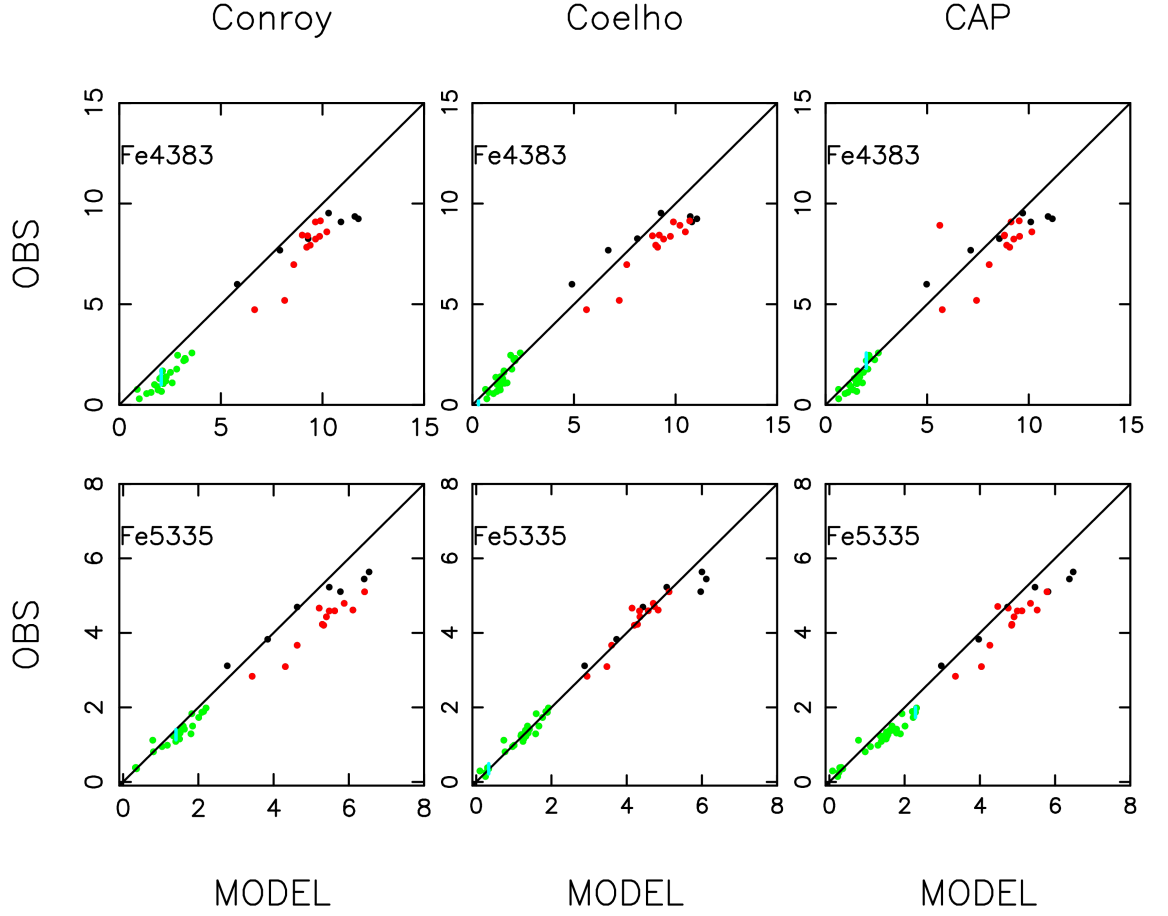 Conroy Coelho CAP
15 15 15
Fe4383 Fe4383 Fe4383
10 10 10
OBS
5 5 5
0 0 0
0 5 10 15 0 5 10 15 0 5 10 15
8 8 8
Fe5335 Fe5335 Fe5335
6 6 6
OBS
4 4 4
2 2 2
0 0 0
0 2 4 6 8 0 2 4 6 8 0 2 4 6 8
MODEL MODEL MODEL